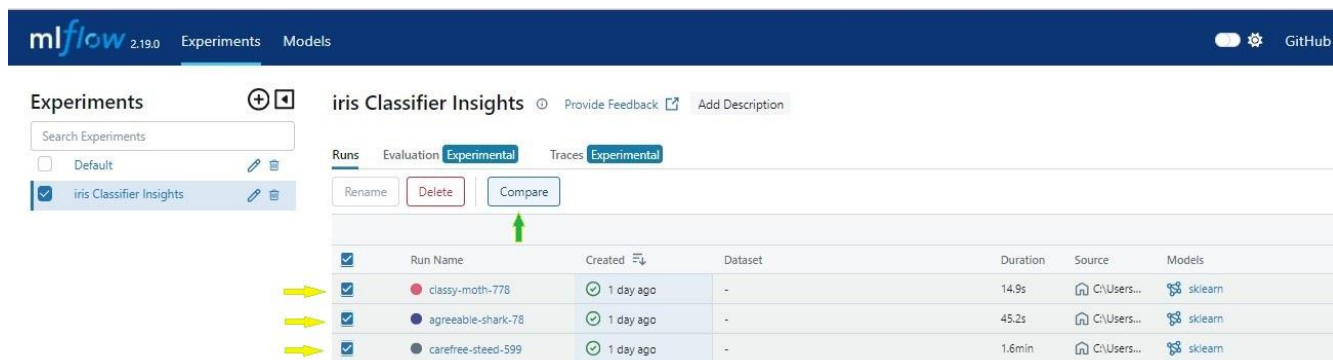 mlflow 2.19.0 Experiments Models GitHub
Experiments
Search Experiments
Default
iris Classifier Insights
iris Classifier Insights Provide Feedback Add Description
Runs Evaluation Experimental Traces Experimental
Rename Delete Compare
Run Name Created Dataset Duration Source Models
classy-moth-778 1 day ago - 14.9s C:\Users... sklearn
agreeable-shark-78 1 day ago - 45.2s C:\Users... sklearn
carefree-steed-599 1 day ago - 1.6min C:\Users... sklearn